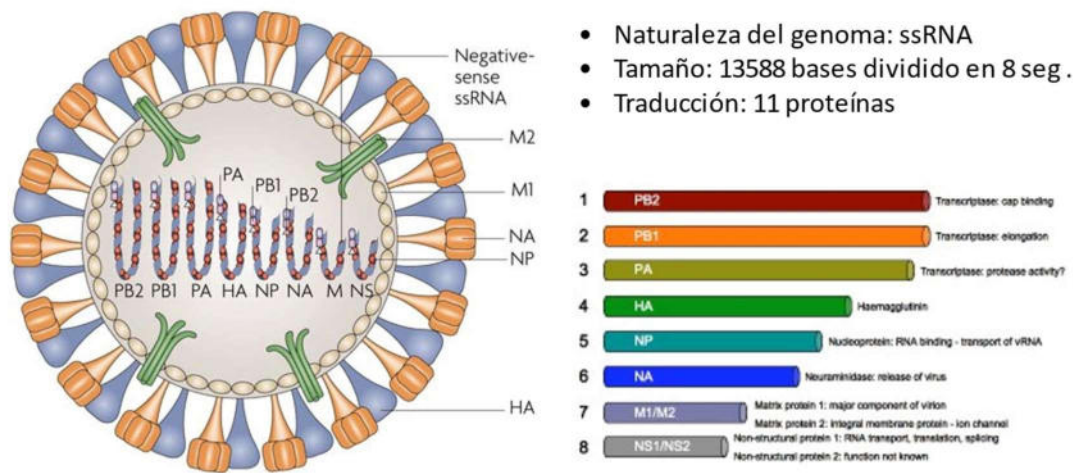 Negative-
sense
ssRNA
M2
M1
NA
NP
HA
PA
PB1
PB2
PB2 PB1 PA HA NP NA M NS
• Naturaleza del genoma: ssRNA
• Tamaño: 13588 bases dividido en 8 seg .
• Traducción: 11 proteínas
1 PB2 Transcriptase: cap binding
2 PB1 Transcriptase: elongation
3 PA Transcriptase: protease activity?
4 HA Haemagglutinin
5 NP Nucleoprotein: RNA binding - transport of vRNA
6 NA Neuraminidase: release of virus
7 M1/M2 Matrix protein 1: major component of virion
Matrix protein 2: integral membrane protein - ion channel
8 NS1/NS2 Non-structural protein 1: RNA transport, translation, splicing
Non-structural protein 2: function not known